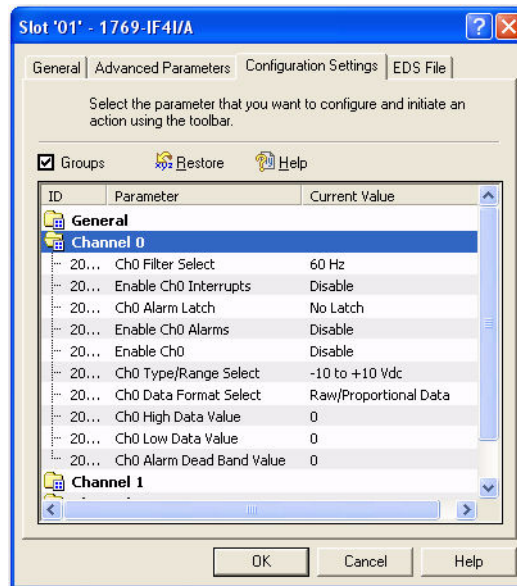 Slot '01' - 1769-IF4I/A
General Advanced Parameters Configuration Settings EDS File
Select the parameter that you want to configure and initiate an
action using the toolbar.
Groups Restore Help
ID Parameter Current Value
General
Channel 0
20... Ch0 Filter Select 60 Hz
20... Enable Ch0 Interrupts Disable
20... Ch0 Alarm Latch No Latch
20... Enable Ch0 Alarms Disable
20... Enable Ch0 Disable
20... Ch0 Type/Range Select -10 to +10 Vdc
20... Ch0 Data Format Select Raw/Proportional Data
20... Ch0 High Data Value 0
20... Ch0 Low Data Value 0
20... Ch0 Alarm Dead Band Value 0
Channel 1
OK Cancel Help